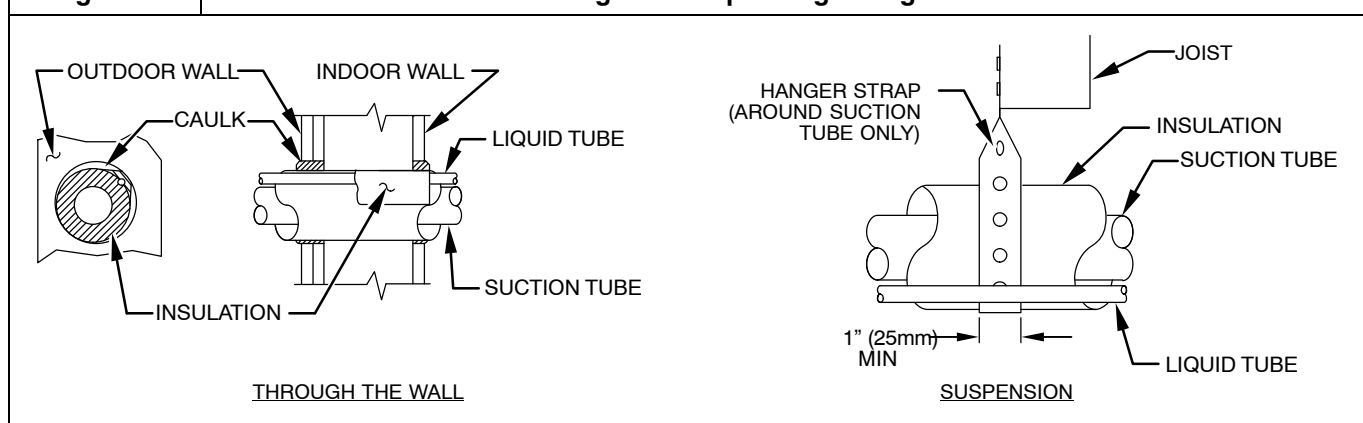 OUTDOOR WALL
INDOOR WALL
CAULK
LIQUID TUBE
SUCTION TUBE
INSULATION
THROUGH THE WALL
JOIST
HANGER STRAP
(AROUND SUCTION
TUBE ONLY)
INSULATION
SUCTION TUBE
1” (25mm)
MIN
LIQUID TUBE
SUSPENSION